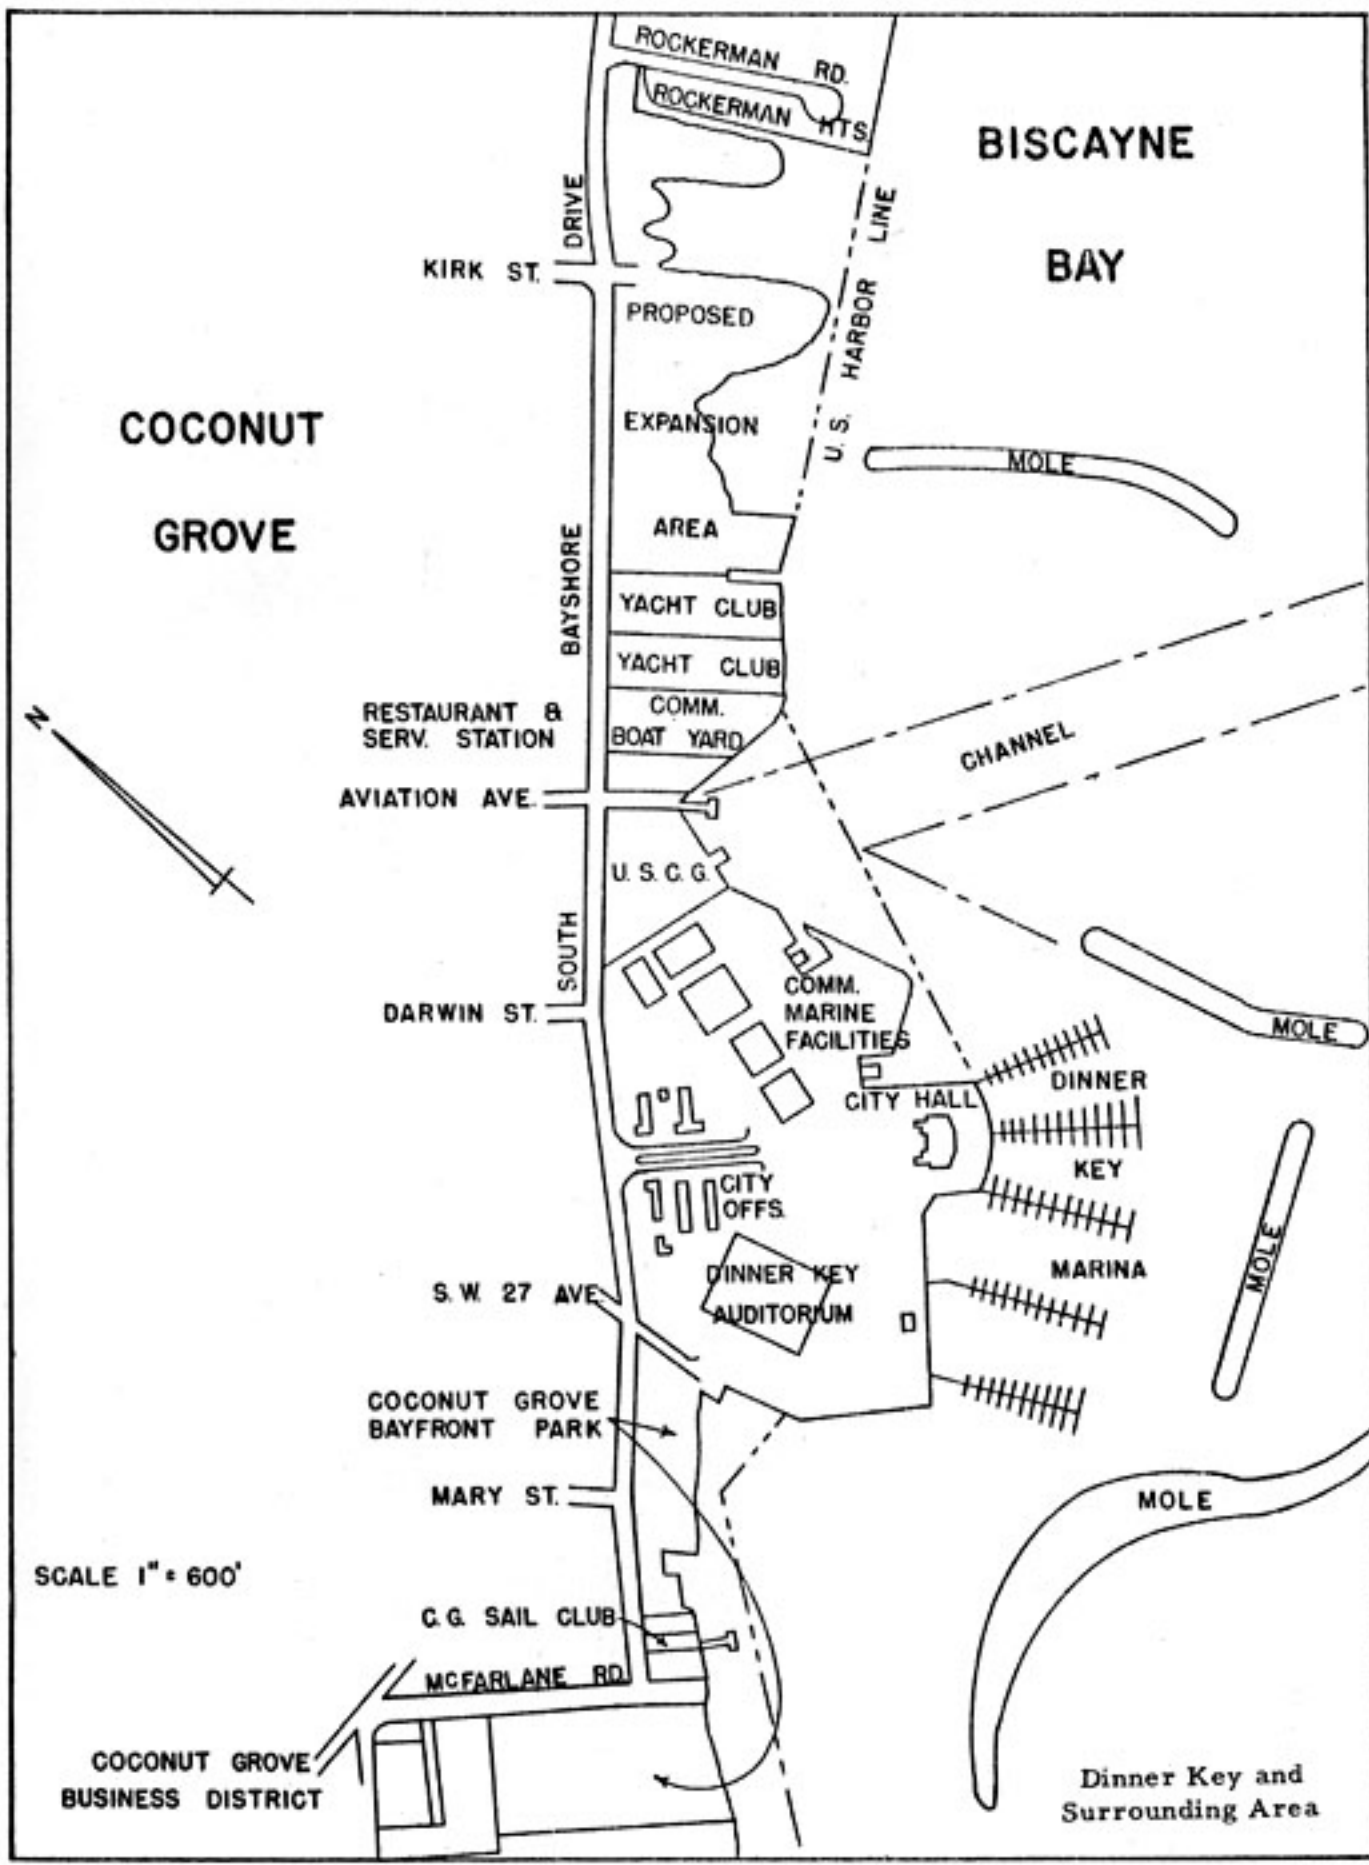 ROCKERMAN RD.
ROCKERMAN HTS.
BISCAYNE
BAY
DRIVE
U.S. HARBOR LINE
KIRK ST.
PROPOSED
EXPANSION
AREA
COCONUT
GROVE
MOLE
BAYSHORE
YACHT CLUB
YACHT CLUB
RESTAURANT &
SERV. STATION
COMM.
BOAT YARD
CHANNEL
N
AVIATION AVE.
U. S. C. G.
SOUTH
DARWIN ST.
COMM.
MARINE
FACILITIES
MOLE
DINNER
KEY
MARINA
CITY HALL
CITY
OFFS.
MOLE
S. W. 27 AVE
DINNER KEY
AUDITORIUM
COCONUT GROVE
BAYFRONT PARK
MARY ST.
MOLE
SCALE 1" = 600'
C. G. SAIL CLUB
McFARLANE RD.
COCONUT GROVE
BUSINESS DISTRICT
Dinner Key and
Surrounding Area